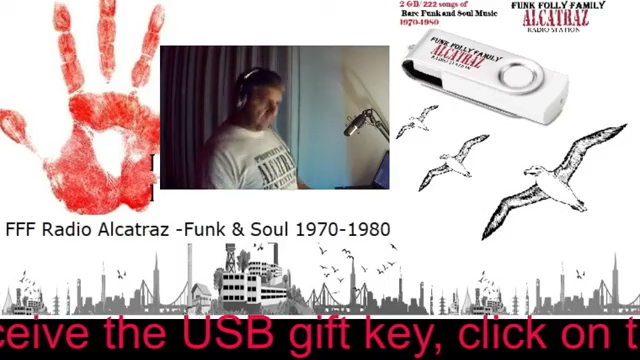 2 GB/ 222 songs of
Rare Funk and Soul Music
1970-1980
FUNK FOLLY FAMILY
ALCATRAZ
RADIO STATION
FUNK FOLLY FAMILY
ALCATRAZ
RADIO STATION
ALCATRAZ
FFF Radio Alcatraz -Funk & Soul 1970-1980
ceive the USB gift key, click on t